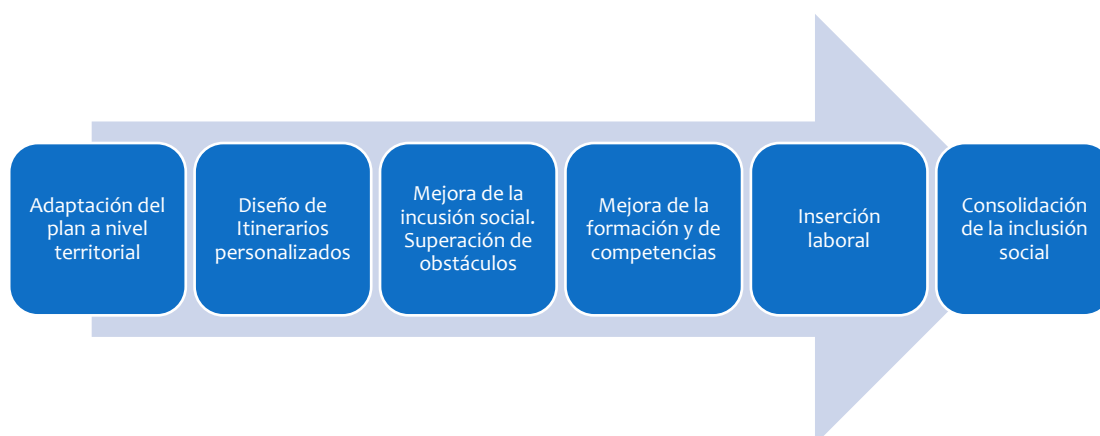 Adaptación del
plan a nivel
territorial
Diseño de
Itinerarios
personalizados
Mejora de la
incusión social.
Superación de
obstáculos
Mejora de la
formación y de
competencias
Inserción
laboral
Consolidación
de la inclusión
social